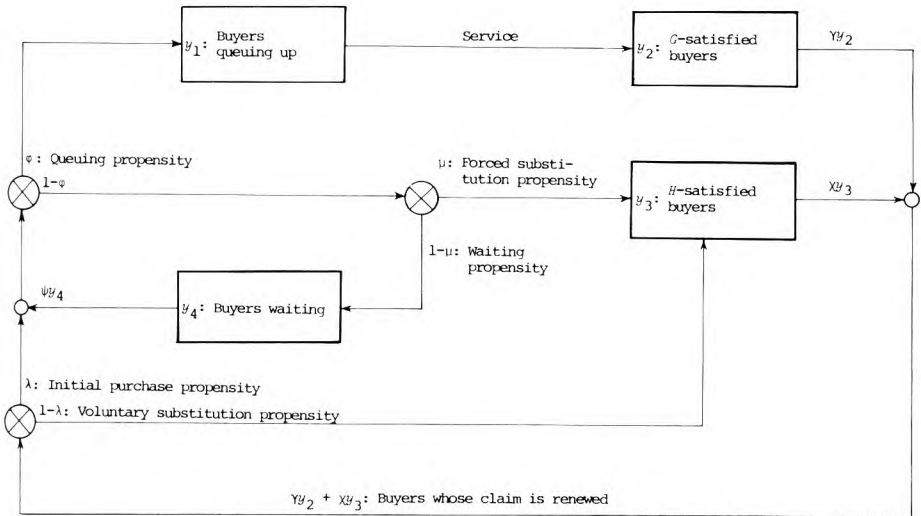 y1: Buyers
queuing up
Service
y2: G-satisfied
buyers
γy2
φ: Queuing propensity
1-φ
μ: Forced substi-
tution propensity
y3: H-satisfied
buyers
χy3
1-μ: Waiting
propensity
ψy4
y4: Buyers waiting
λ: Initial purchase propensity
1-λ: Voluntary substitution propensity
γy2 + χy3: Buyers whose claim is renewed